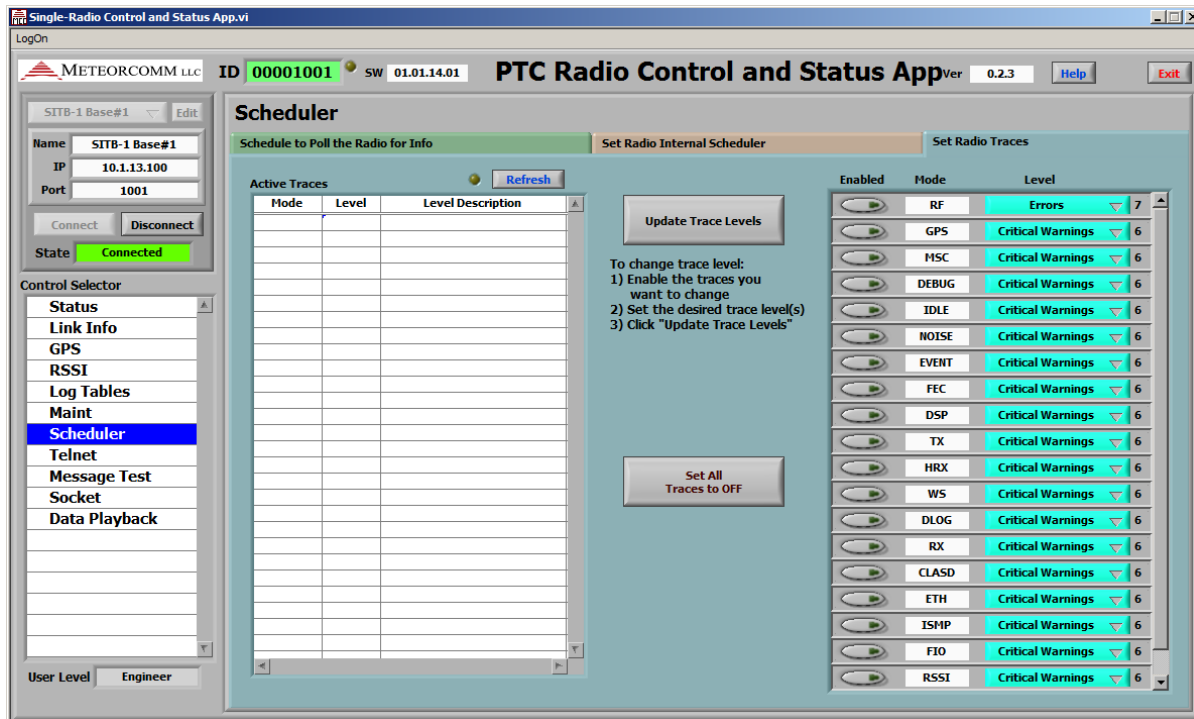 Single-Radio Control and Status App.vi
LogOn
METEORCOMM LLC
ID 00001001 SW 01.01.14.01 PTC Radio Control and Status App Ver 0.2.3 Help Exit
SITB-1 Base#1 Edit
Name SITB-1 Base#1
IP 10.1.13.100
Port 1001
Connect Disconnect
State Connected
Control Selector
Status
Link Info
GPS
RSSI
Log Tables
Maint
Scheduler
Telnet
Message Test
Socket
Data Playback
User Level Engineer
Scheduler
Schedule to Poll the Radio for Info Set Radio Internal Scheduler Set Radio Traces
Active Traces Refresh
Mode Level Level Description
Update Trace Levels
To change trace level:
1) Enable the traces you
want to change
2) Set the desired trace level(s)
3) Click "Update Trace Levels"
Set All
Traces to OFF
Enabled Mode Level
RF Errors 7
GPS Critical Warnings 6
MSC Critical Warnings 6
DEBUG Critical Warnings 6
IDLE Critical Warnings 6
NOISE Critical Warnings 6
EVENT Critical Warnings 6
FEC Critical Warnings 6
DSP Critical Warnings 6
TX Critical Warnings 6
HRX Critical Warnings 6
WS Critical Warnings 6
DLOG Critical Warnings 6
RX Critical Warnings 6
CLASD Critical Warnings 6
ETH Critical Warnings 6
ISMP Critical Warnings 6
FIO Critical Warnings 6
RSSI Critical Warnings 6